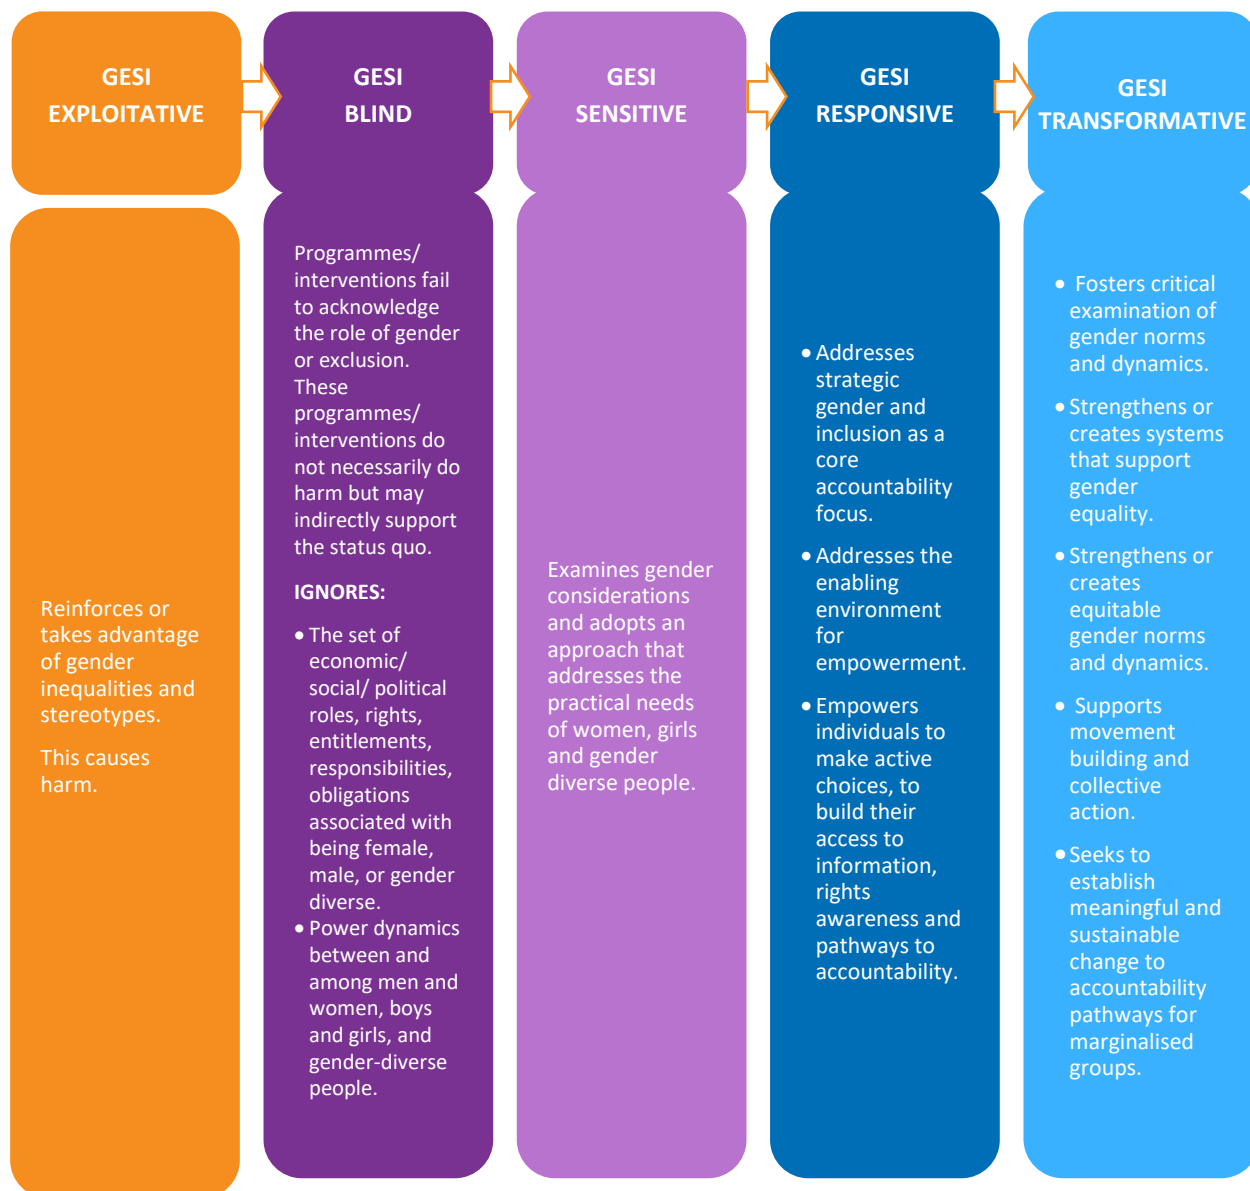 GESI
EXPLOITATIVE
GESI
BLIND
GESI
SENSITIVE
GESI
RESPONSIVE
GESI
TRANSFORMATIVE
Reinforces or
takes advantage
of gender
inequalities and
stereotypes.
This causes
harm.
Programmes/
interventions fail
to acknowledge
the role of gender
or exclusion.
These
programmes/
interventions do
not necessarily do
harm but may
indirectly support
the status quo.
IGNORES:
• The set of
economic/
social/ political
roles, rights,
entitlements,
responsibilities,
obligations
associated with
being female,
male, or gender
diverse.
• Power dynamics
between and
among men and
women, boys
and girls, and
gender-diverse
people.
Examines gender
considerations
and adopts an
approach that
addresses the
practical needs
of women, girls
and gender
diverse people.
• Addresses
strategic
gender and
inclusion as a
core
accountability
focus.
• Addresses the
enabling
environment
for
empowerment.
• Empowers
individuals to
make active
choices, to
build their
access to
information,
rights
awareness and
pathways to
accountability.
• Fosters critical
examination of
gender norms
and dynamics.
• Strengthens or
creates systems
that support
gender
equality.
• Strengthens or
creates
equitable
gender norms
and dynamics.
• Supports
movement
building and
collective
action.
• Seeks to
establish
meaningful and
sustainable
change to
accountability
pathways for
marginalised
groups.